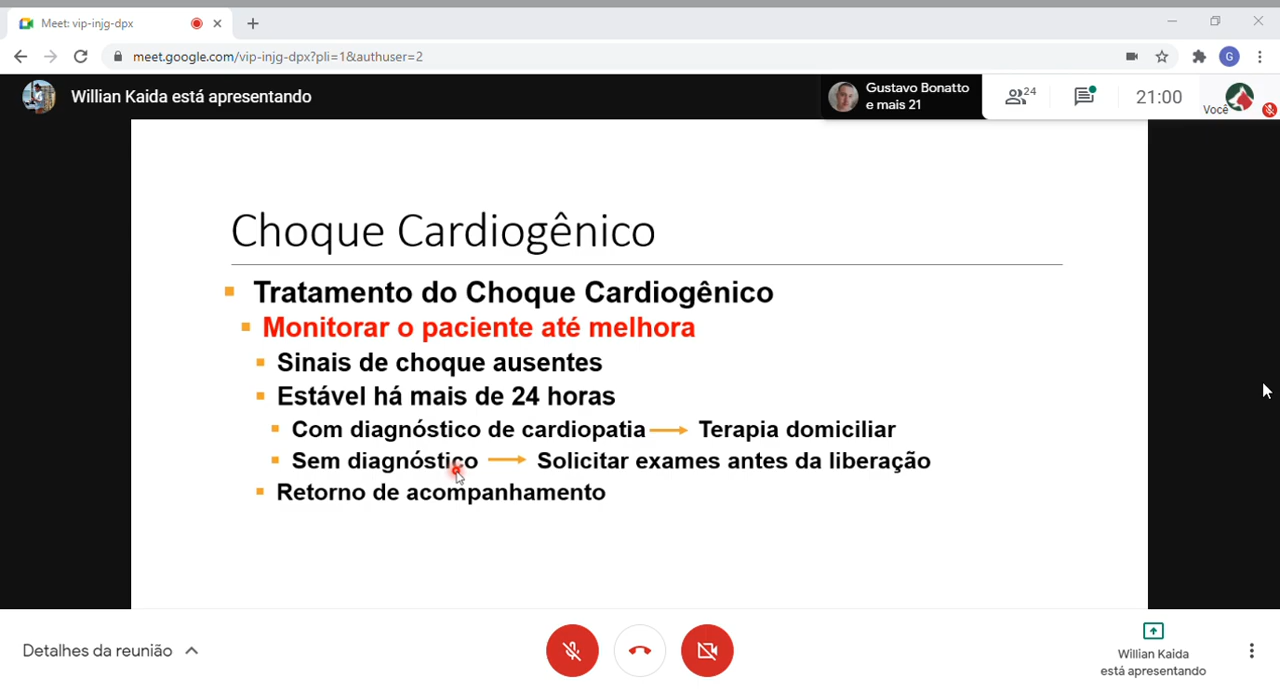 Meet: vip-injg-dpx
meet.google.com/vip-injg-dpx?pli=1&authuser=2
G
Willian Kaida está apresentando
Gustavo Bonatto
e mais 21
24
21:00
Você
Choque Cardiogênico
Tratamento do Choque Cardiogênico
Monitorar o paciente até melhora
Sinais de choque ausentes
Estável há mais de 24 horas
Com diagnóstico de cardiopatia → Terapia domiciliar
Sem diagnóstico → Solicitar exames antes da liberação
Retorno de acompanhamento
Detalhes da reunião
Willian Kaida
está apresentando